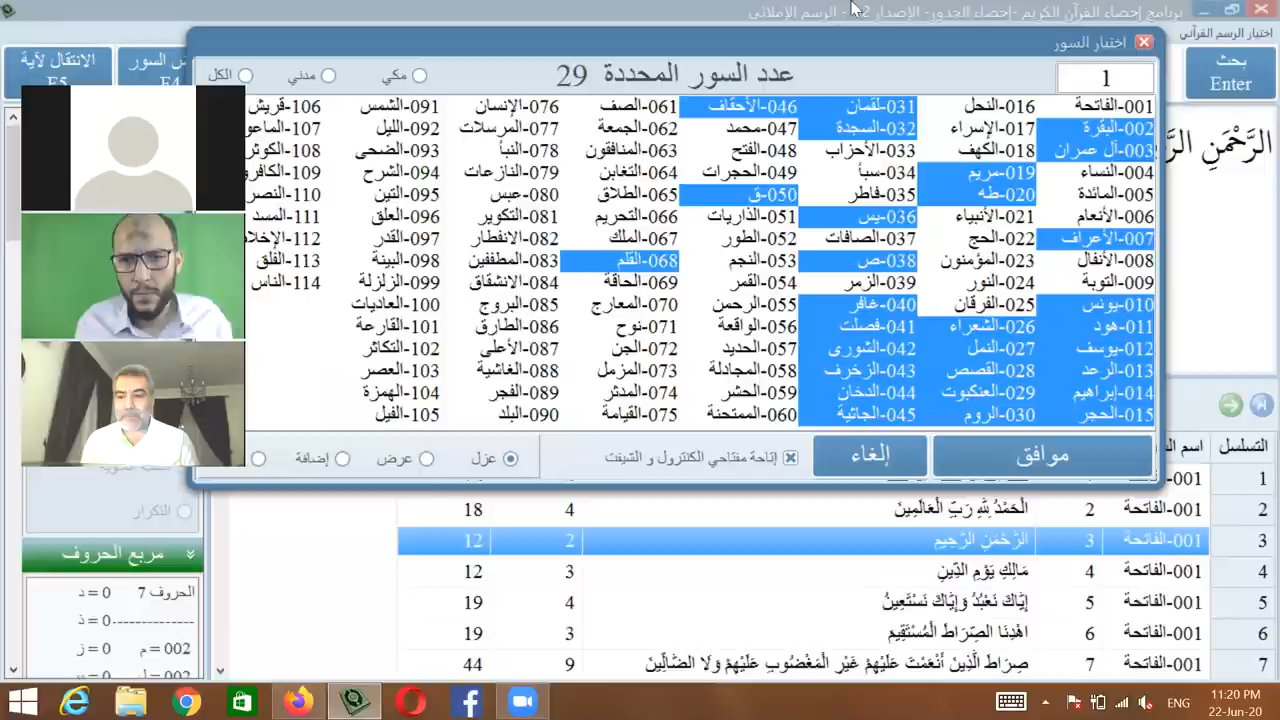 برنامج إحصاء القرآن الكريم -إحصاء الجذور- الإصدار
الرسم الإملائي
اختبار الرسم القرآني
بحث
Enter
س السور
F4
الانتقال لآية
F5
اختيار السور
1
عدد السور المحددة 29
مكي
مدني
الكل
001-الفاتحة
002-البقرة
003-آل عمران
004-النساء
005-المائدة
006-الأنعام
007-الأعراف
008-الأنفال
009-التوبة
010-يونس
011-هود
012-يوسف
013-الرعد
014-إبراهيم
015-الحجر
016-النحل
017-الإسراء
018-الكهف
019-مريم
020-طه
021-الأنبياء
022-الحج
023-المؤمنون
024-النور
025-الفرقان
026-الشعراء
027-النمل
028-القصص
029-العنكبوت
030-الروم
031-لقمان
032-السجدة
033-الأحزاب
034-سبأ
035-فاطر
036-يس
037-الصافات
038-ص
039-الزمر
040-غافر
041-فصلت
042-الشورى
043-الزخرف
044-الدخان
045-الجاثية
046-الأحقاف
047-محمد
048-الفتح
049-الحجرات
050-ق
051-الذاريات
052-الطور
053-النجم
054-القمر
055-الرحمن
056-الواقعة
057-الحديد
058-المجادلة
059-الحشر
060-الممتحنة
061-الصف
062-الجمعة
063-المنافقون
064-التغابن
065-الطلاق
066-التحريم
067-الملك
068-القلم
069-الحاقة
070-المعارج
071-نوح
072-الجن
073-المزمل
074-المدثر
075-القيامة
076-الإنسان
077-المرسلات
078-النبأ
079-النازعات
080-عبس
081-التكوير
082-الانفطار
083-المطففين
084-الانشقاق
085-البروج
086-الطارق
087-الأعلى
088-الغاشية
089-الفجر
090-البلد
091-الشمس
092-الليل
093-الضحى
094-الشرح
095-التين
096-العلق
097-القدر
098-البينة
099-الزلزلة
100-العاديات
101-القارعة
102-التكاثر
103-العصر
104-الهمزة
105-الفيل
106-قريش
107-الماعو
108-الكوثر
109-الكافرو
110-النصر
111-المسد
112-الإخلا
113-الفلق
114-الناس
موافق
إلغاء
إتاحة مفتاحي الكنترول و الشيفت
عزل
عرض
إضافة
الرَّحْمَنِ
التسلسل
اسم
1 001-الفاتحة
2 001-الفاتحة 2 الْحَمْدُ لِلَّهِ رَبِّ الْعَالَمِينَ 4 18
3 001-الفاتحة 3 الرَّحْمَنِ الرَّحِيمِ 2 12
4 001-الفاتحة 4 مَالِكِ يَوْمِ الدِّينِ 3 12
5 001-الفاتحة 5 إِيَّاكَ نَعْبُدُ وَإِيَّاكَ نَسْتَعِينُ 4 19
6 001-الفاتحة 6 اهْدِنَا الصِّرَاطَ الْمُسْتَقِيمَ 3 19
7 001-الفاتحة 7 صِرَاطَ الَّذِينَ أَنْعَمْتَ عَلَيْهِمْ غَيْرِ الْمَغْضُوبِ عَلَيْهِمْ وَلَا الضَّالِّينَ 9 44
التكرار
مربع الحروف
الحروف 7
د = 0
---------------
ذ = 0
م = 002
ز = 0
ENG
11:20 PM
22-Jun-20